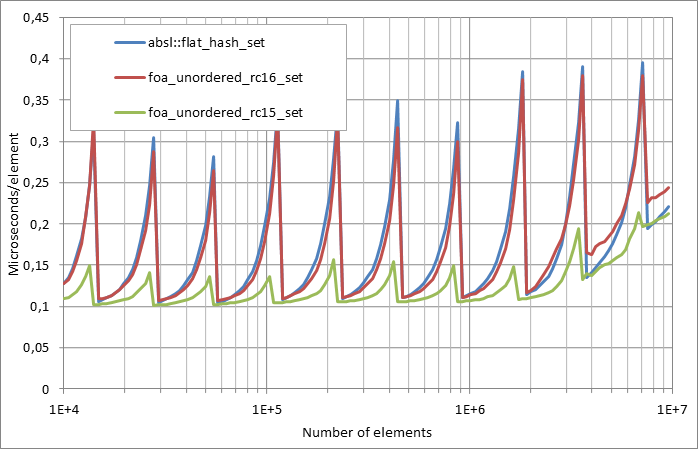 0,45
0,4
0,35
0,3
0,25
0,2
0,15
0,1
0,05
0
Microseconds/element
absl::flat_hash_set
foa_unordered_rc16_set
foa_unordered_rc15_set
1E+4 1E+5 1E+6 1E+7
Number of elements